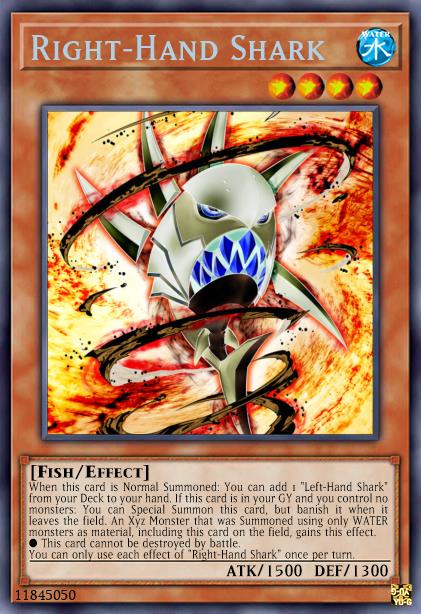 Right-Hand Shark
WATER
水
[Fish/Effect]
When this card is Normal Summoned: You can add 1 "Left-Hand Shark"
from your Deck to your hand. If this card is in your GY and you control no
monsters: You can Special Summon this card, but banish it when it
leaves the field. An Xyz Monster that was Summoned using only WATER
monsters as material, including this card on the field, gains this effect.
● This card cannot be destroyed by battle.
You can only use each effect of "Right-Hand Shark" once per turn.
ATK/1500 DEF/1300
11845050